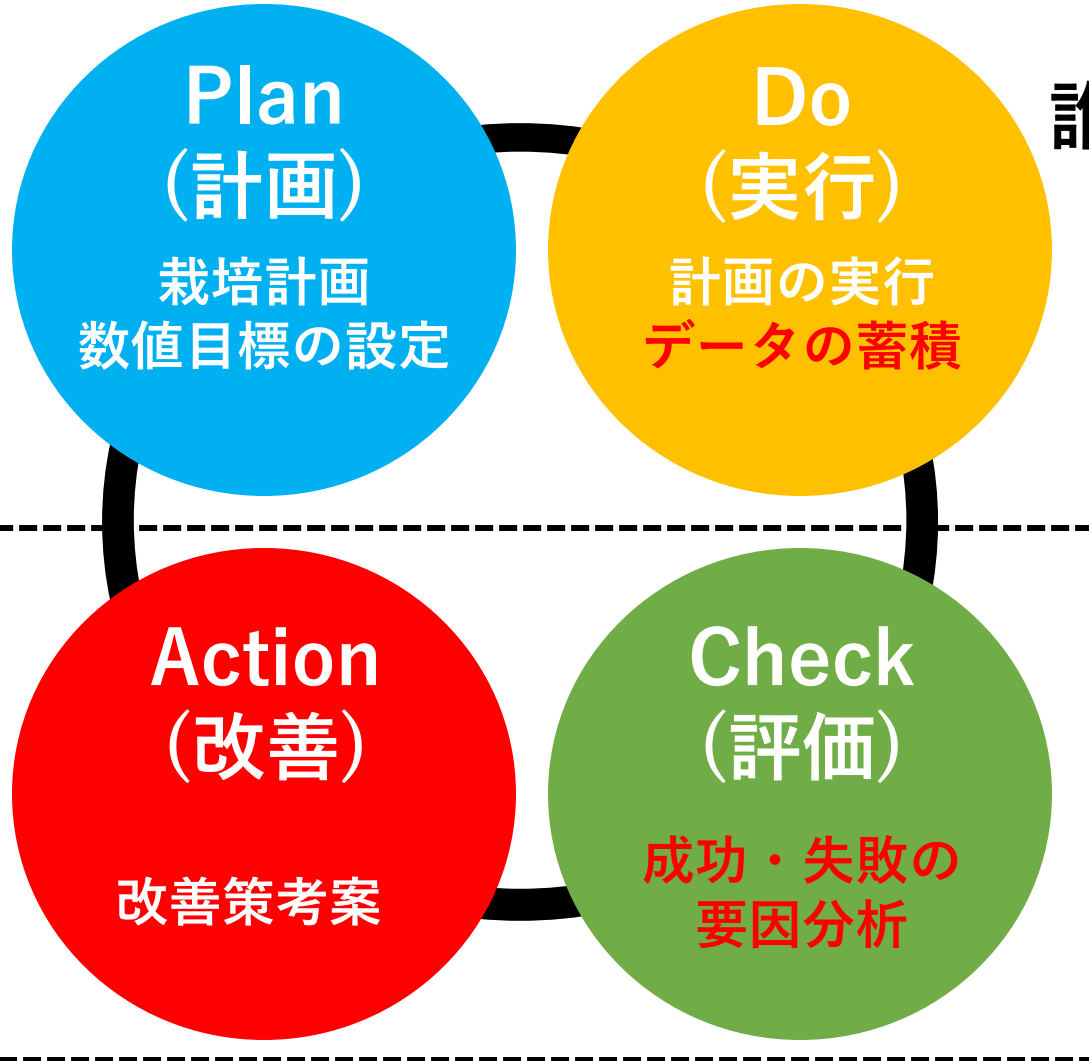 Plan
(計画)
栽培計画
数値目標の設定
Do
(実行)
計画の実行
データの蓄積
Action
(改善)
改善策考案
Check
(評価)
成功・失敗の
要因分析